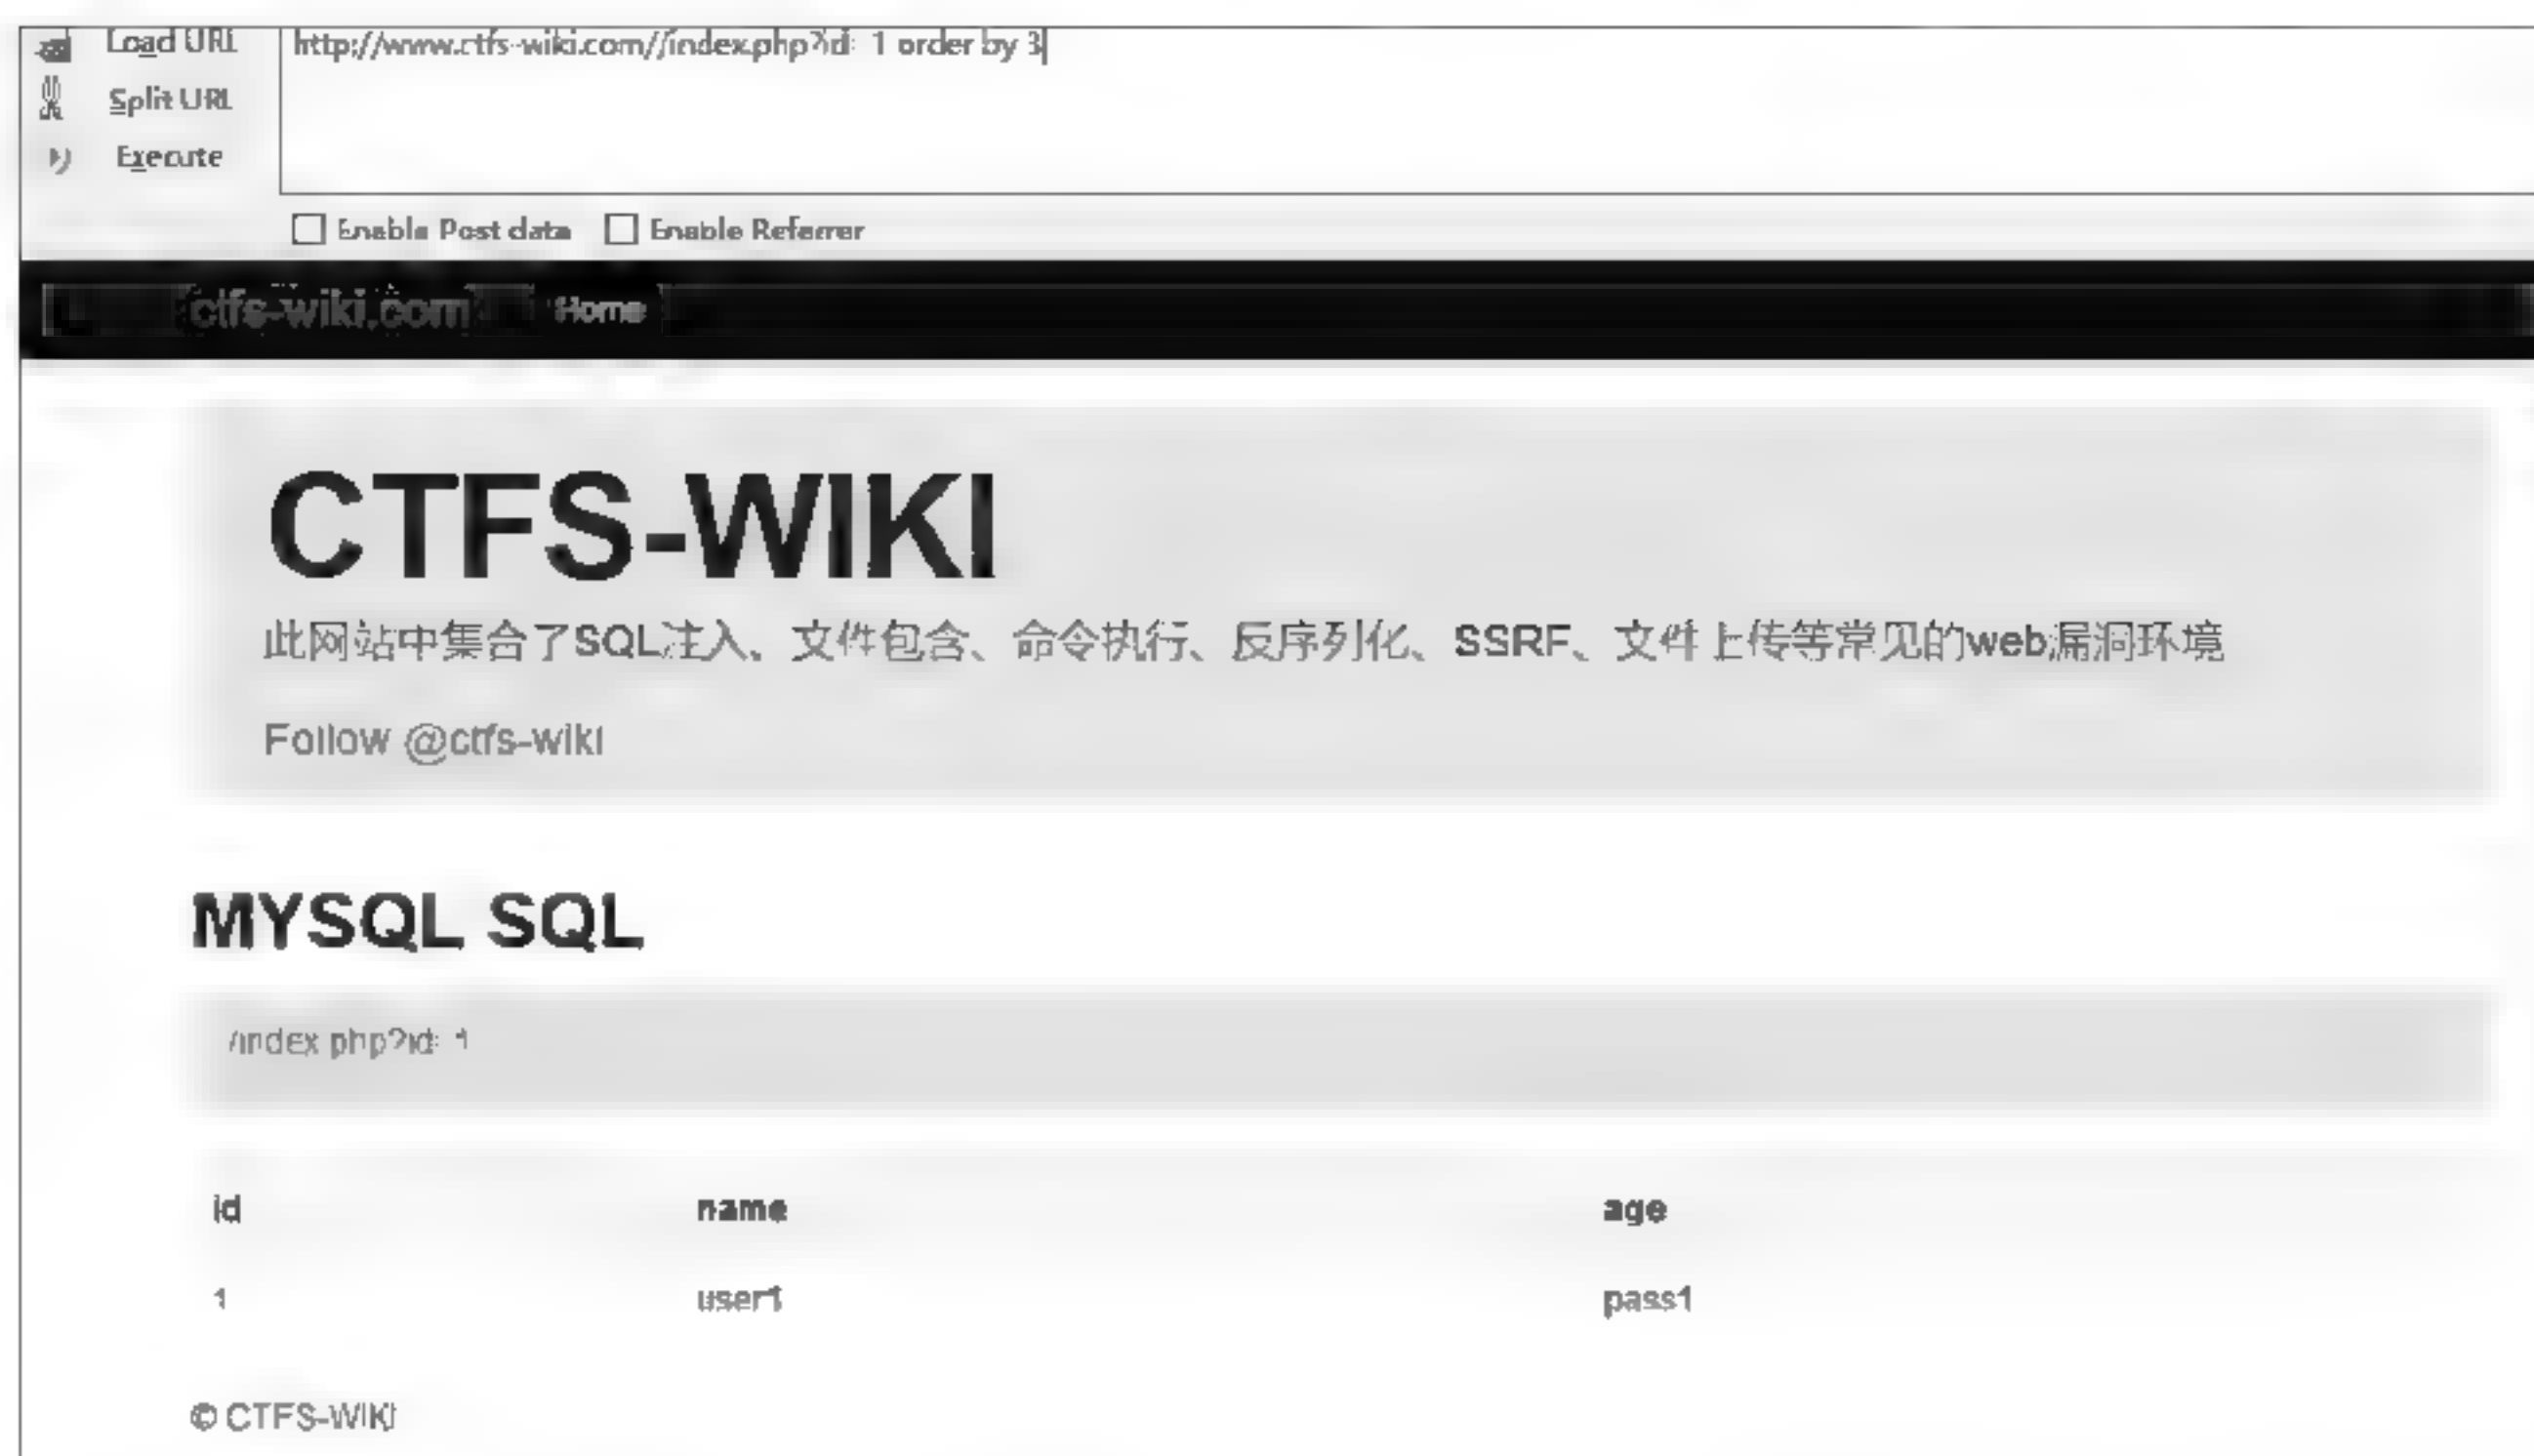 Load URL
http://www.ctfs-wiki.com//index.php?id= 1 order by 3
Split URL
Execute
Enable Post data
Enable Referrer
ctfs-wiki.com
Home
CTFS-WIKI
此网站中集合了SQL注入、文件包含、命令执行、反序列化、SSRF、文件上传等常见的web漏洞环境
Follow @ctfs-wiki
MYSQL SQL
/index.php?id= 1
id name age
1 user1 pass1
© CTFS-WIKI